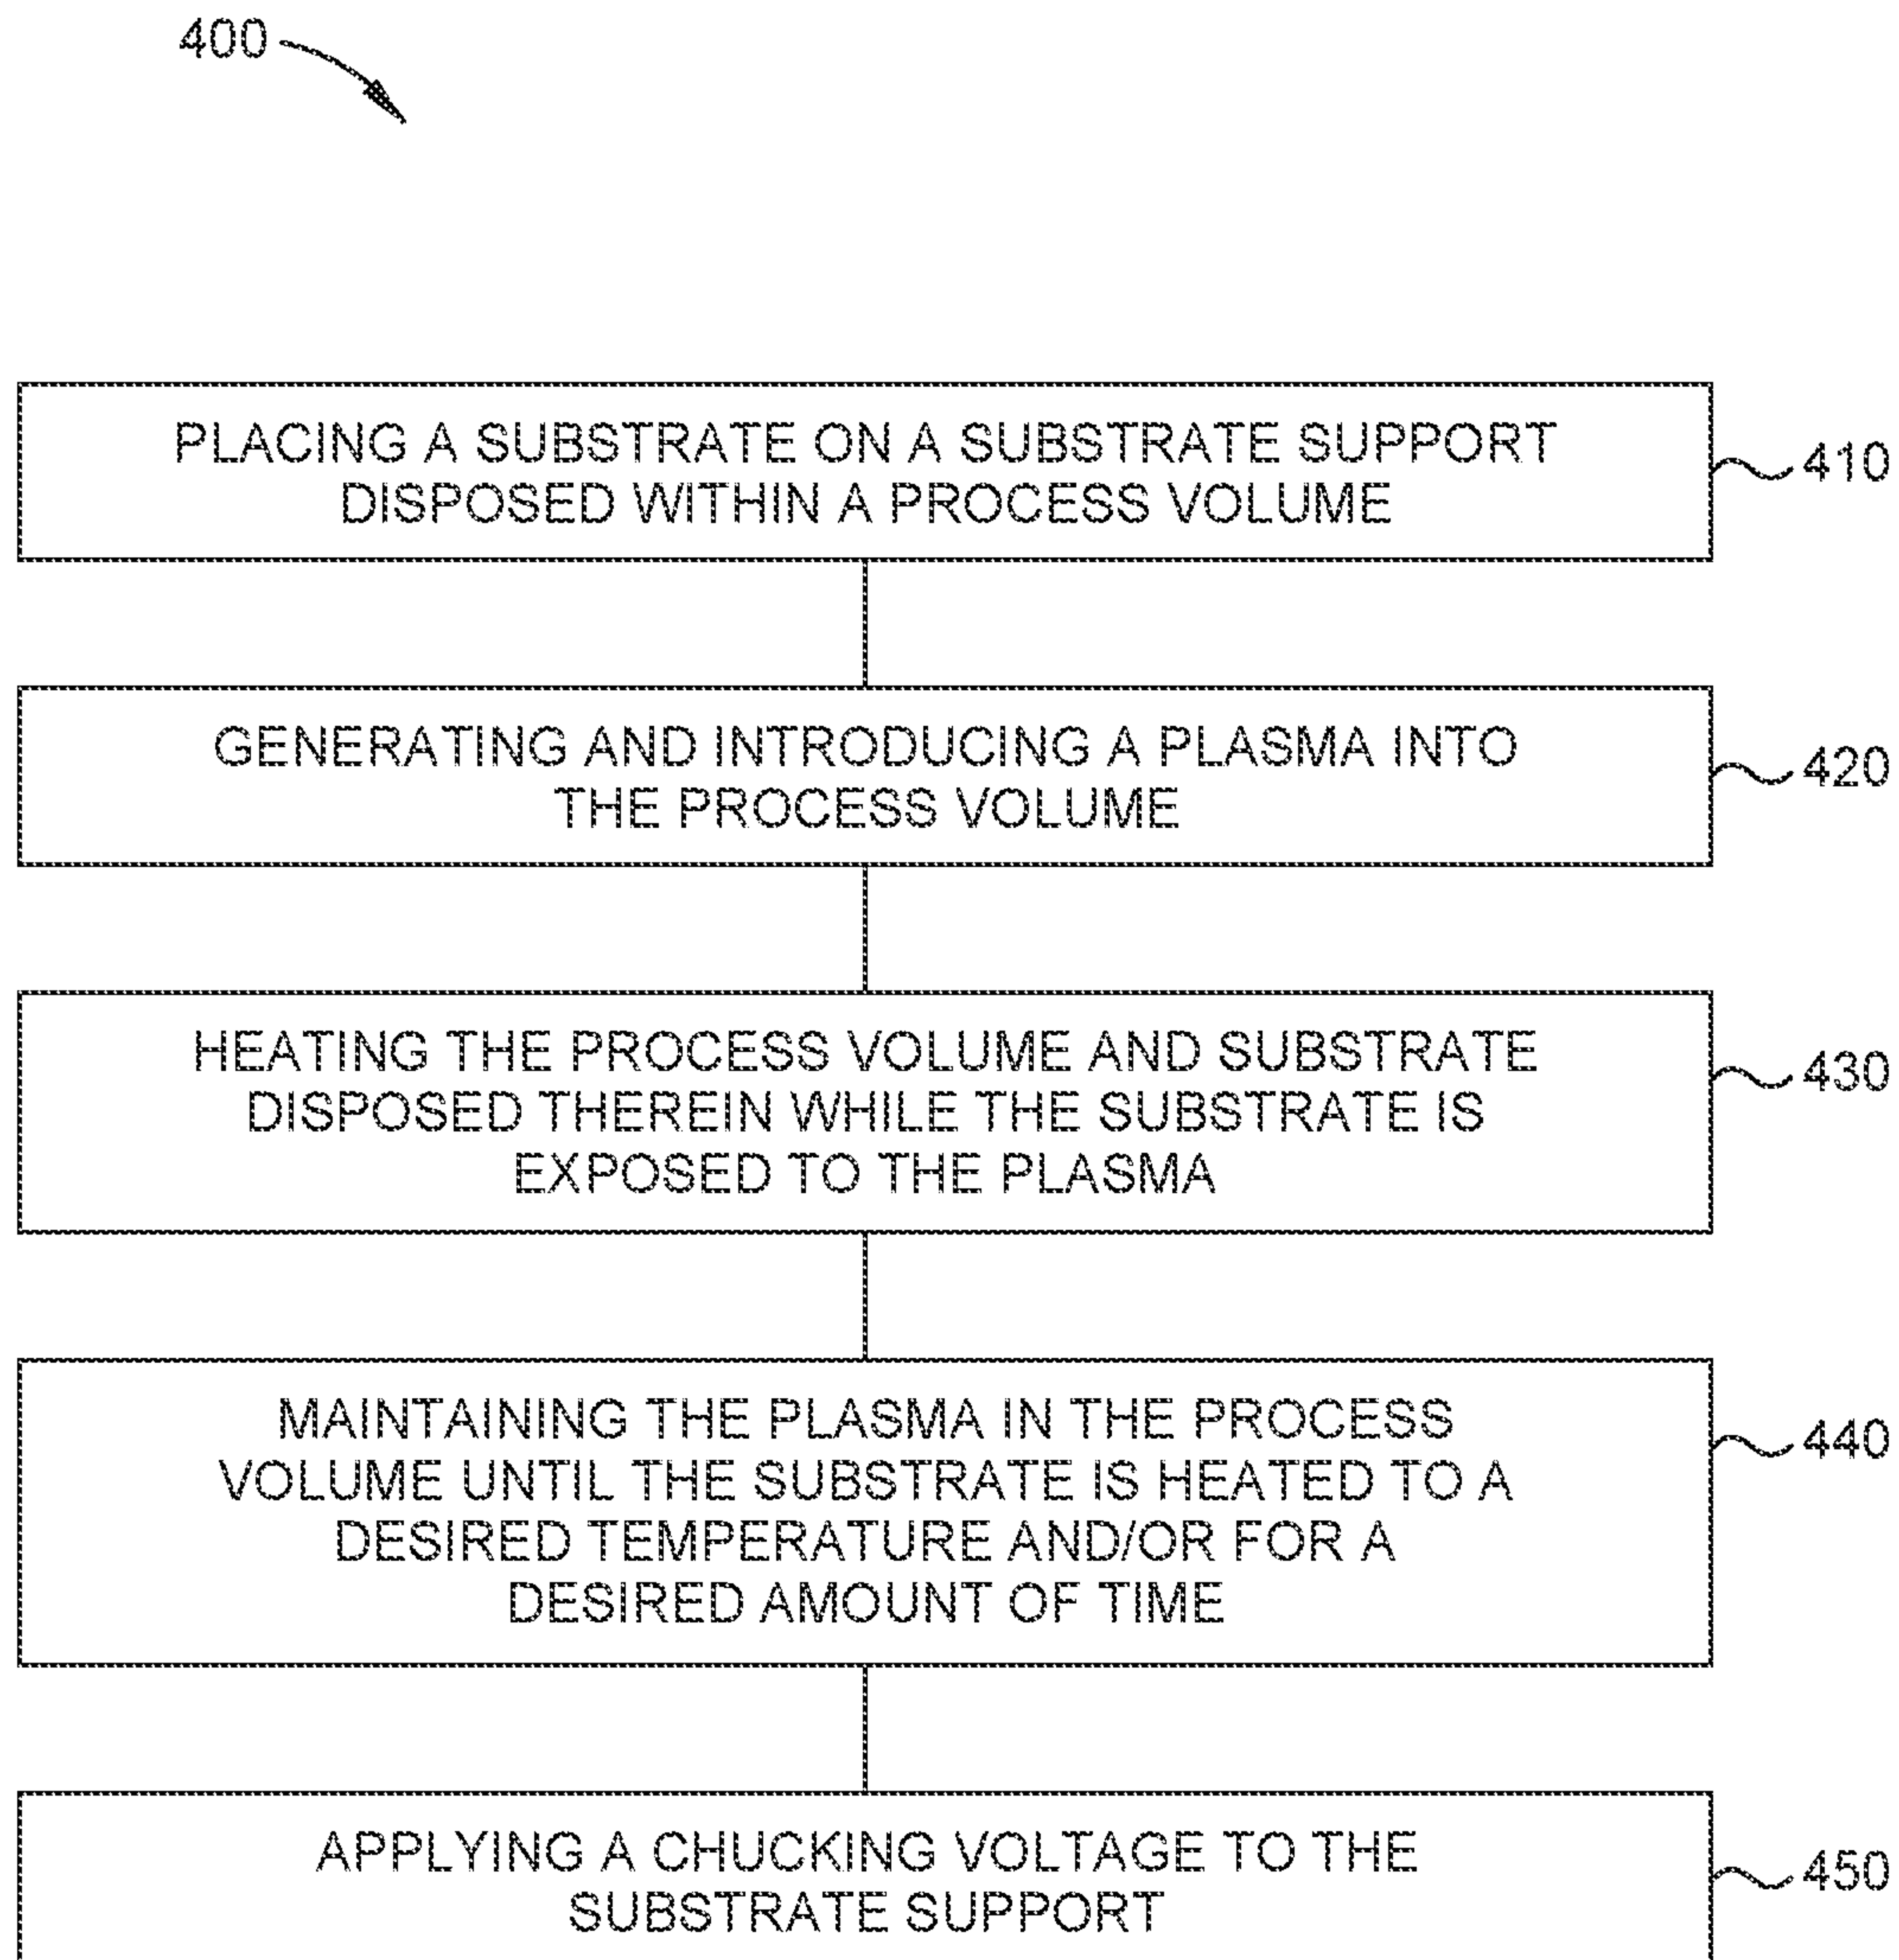 400
PLACING A SUBSTRATE ON A SUBSTRATE SUPPORT
DISPOSED WITHIN A PROCESS VOLUME
410
GENERATING AND INTRODUCING A PLASMA INTO
THE PROCESS VOLUME
420
HEATING THE PROCESS VOLUME AND SUBSTRATE
DISPOSED THEREIN WHILE THE SUBSTRATE IS
EXPOSED TO THE PLASMA
430
MAINTAINING THE PLASMA IN THE PROCESS
VOLUME UNTIL THE SUBSTRATE IS HEATED TO A
DESIRED TEMPERATURE AND/OR FOR A
DESIRED AMOUNT OF TIME
440
APPLYING A CHUCKING VOLTAGE TO THE
SUBSTRATE SUPPORT
450